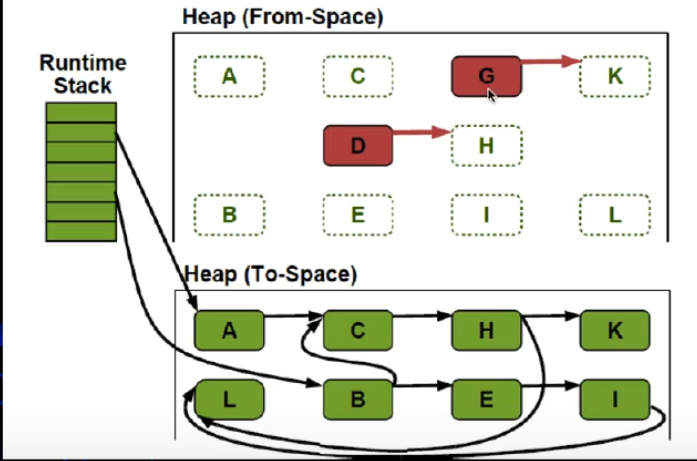 Heap (From-Space)
Runtime
Stack
A C G K
D H
B E I L
Heap (To-Space)
A C H K
L B E I